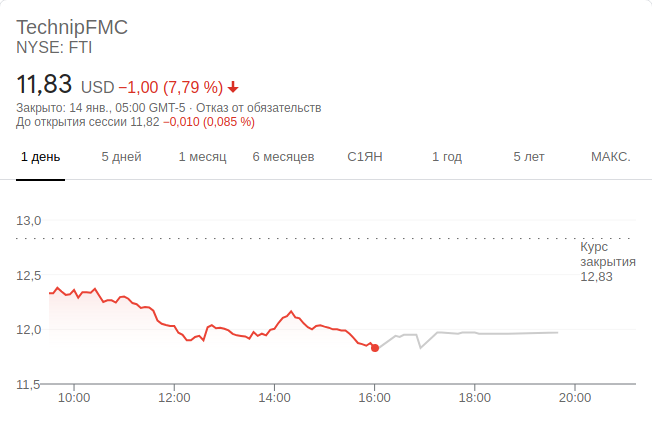 TechnipFMC
NYSE: FTI
11,83 USD −1,00 (7,79 %)
Закрыто: 14 янв., 05:00 GMT-5 · Отказ от обязательств
До открытия сессии 11,82 −0,010 (0,085 %)
1 день 5 дней 1 месяц 6 месяцев С1ЯН 1 год 5 лет МАКС.
13,0
Курс
закрытия
12,83
12,5
12,0
11,5
10:00 12:00 14:00 16:00 18:00 20:00